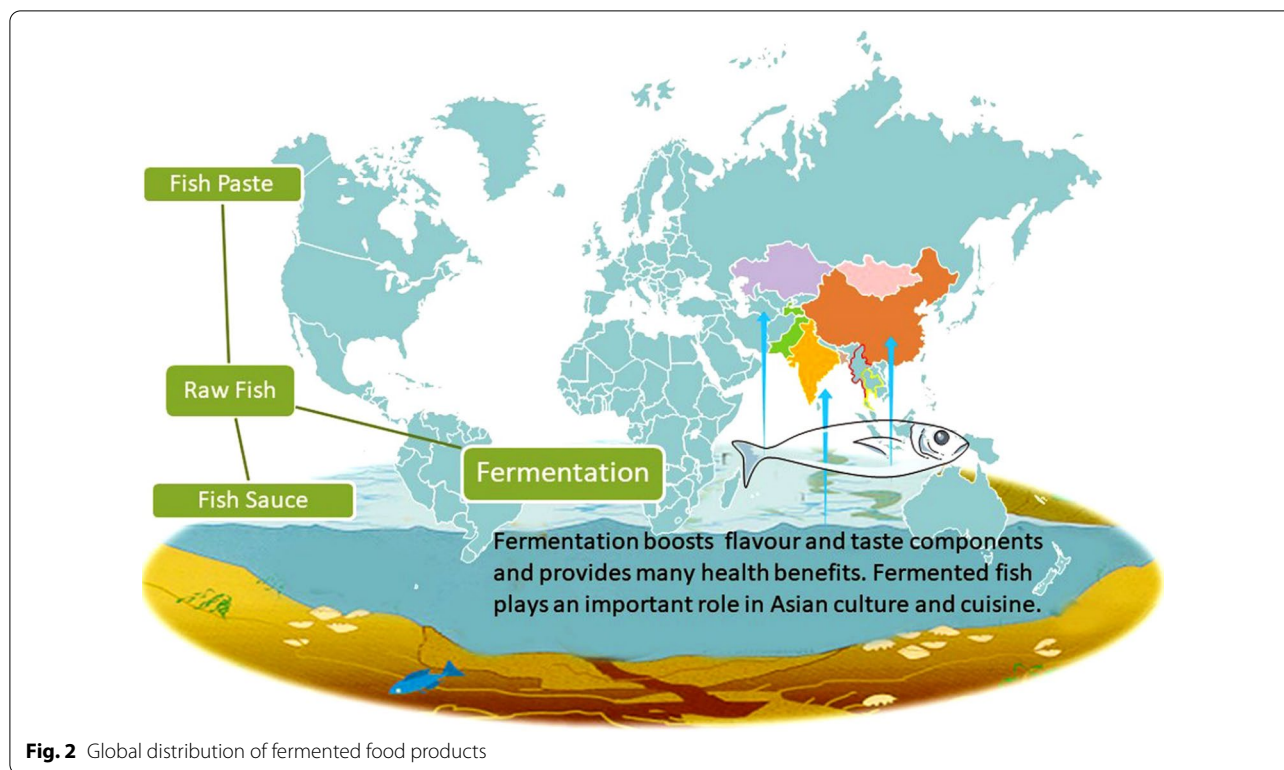 Fish Paste
Raw Fish
Fermentation
Fish Sauce
Fermentation boosts flavour and taste components
and provides many health benefits. Fermented fish
plays an important role in Asian culture and cuisine.
Fig. 2 Global distribution of fermented food products